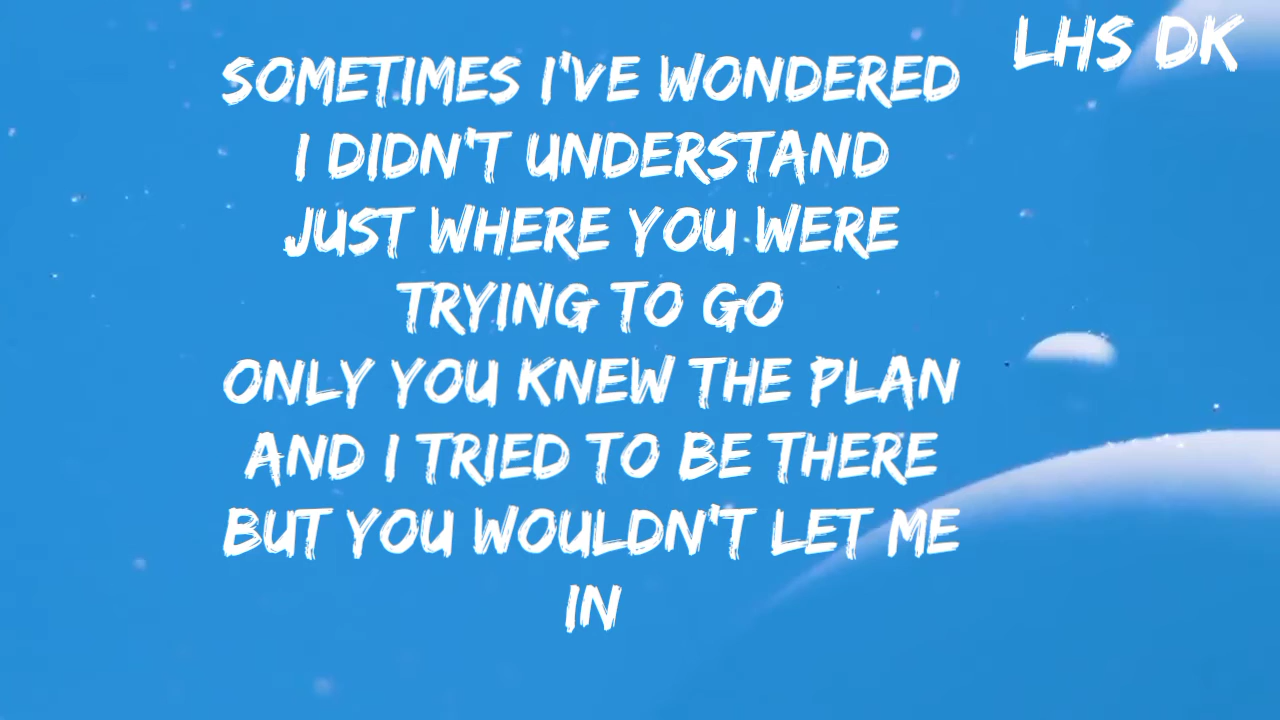 LHS DK
SOMETIMES I'VE WONDERED
I DIDN'T UNDERSTAND
JUST WHERE YOU WERE
TRYING TO GO
ONLY YOU KNEW THE PLAN
AND I TRIED TO BE THERE
BUT YOU WOULDN'T LET ME
IN